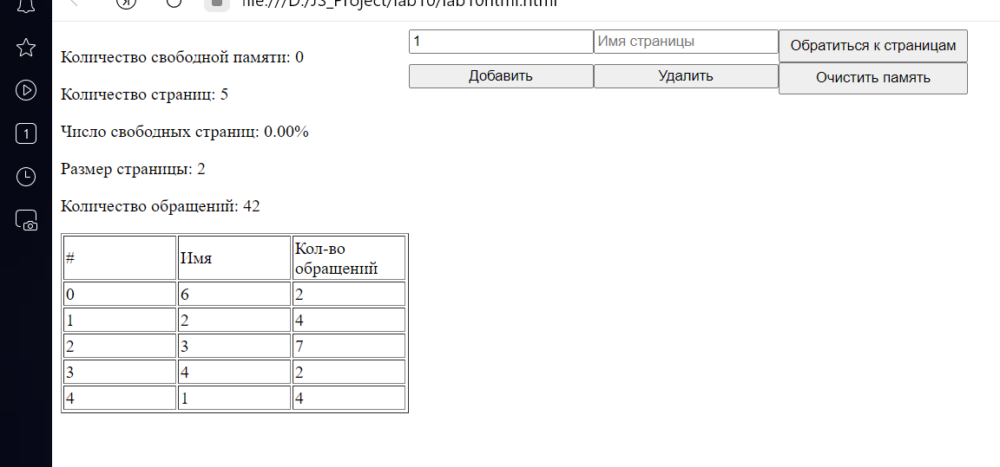 file:///D:/JS_Project/lab10/lab10html.html
1
Количество свободной памяти: 0
Количество страниц: 5
Число свободных страниц: 0.00%
Размер страницы: 2
Количество обращений: 42
1 Имя страницы Обратиться к страницам
Добавить Удалить Очистить память
# Имя Кол-во
обращений
0 6 2
1 2 4
2 3 7
3 4 2
4 1 4